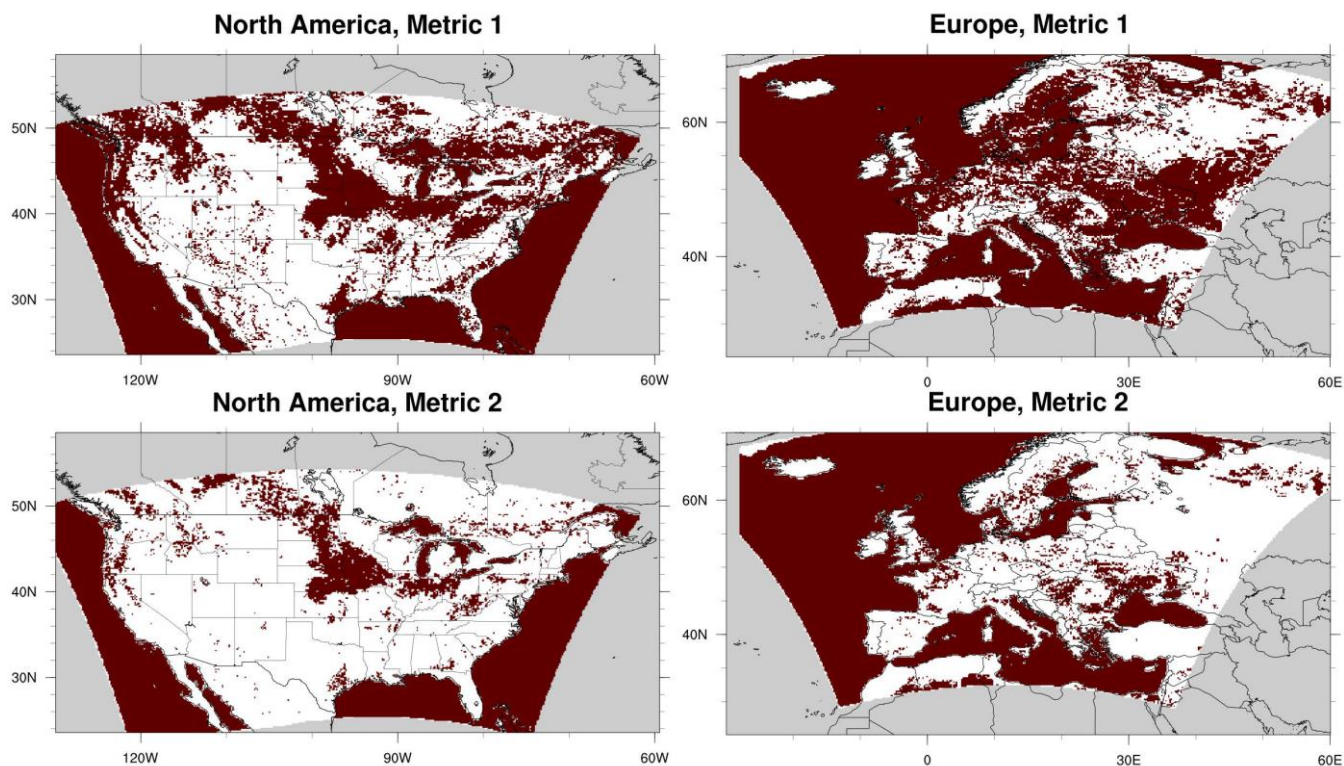 North America, Metric 1
Europe, Metric 1
50N
40N
30N
120W
90W
60W
60N
40N
0
30E
60E
North America, Metric 2
Europe, Metric 2
50N
40N
30N
120W
90W
60W
60N
40N
0
30E
60E